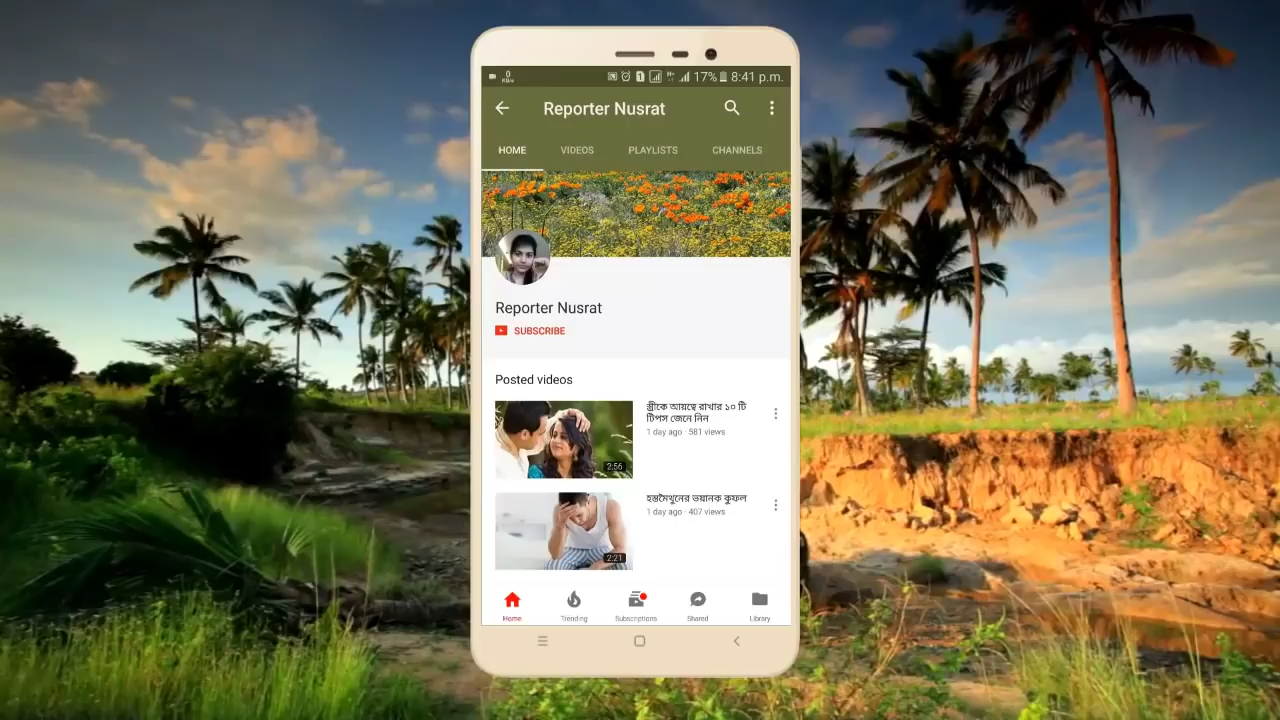 0
KB/s
1
17% 8:41 p.m.
Reporter Nusrat
HOME VIDEOS PLAYLISTS CHANNELS
Reporter Nusrat
SUBSCRIBE
Posted videos
স্ত্রীকে আয়ত্বে রাখার ১০ টি
টিপস জেনে নিন
1 day ago · 581 views
2:56
হস্তমৈথুনের ভয়ানক কুফল
1 day ago · 407 views
2:21
Home Trending Subscriptions Shared Library